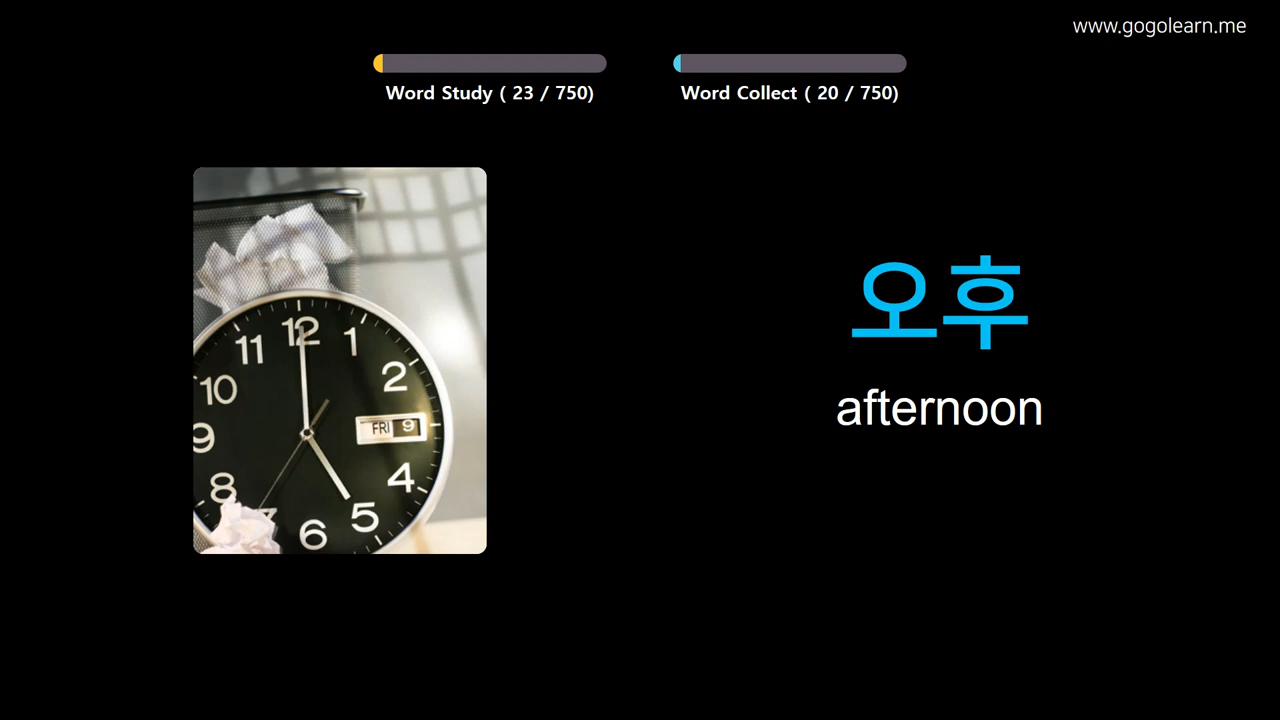 www.gogolearn.me
Word Study ( 23 / 750)
Word Collect ( 20 / 750)
12
11
1
10
2
9
FRI 9
8
4
7
5
6
오후
afternoon